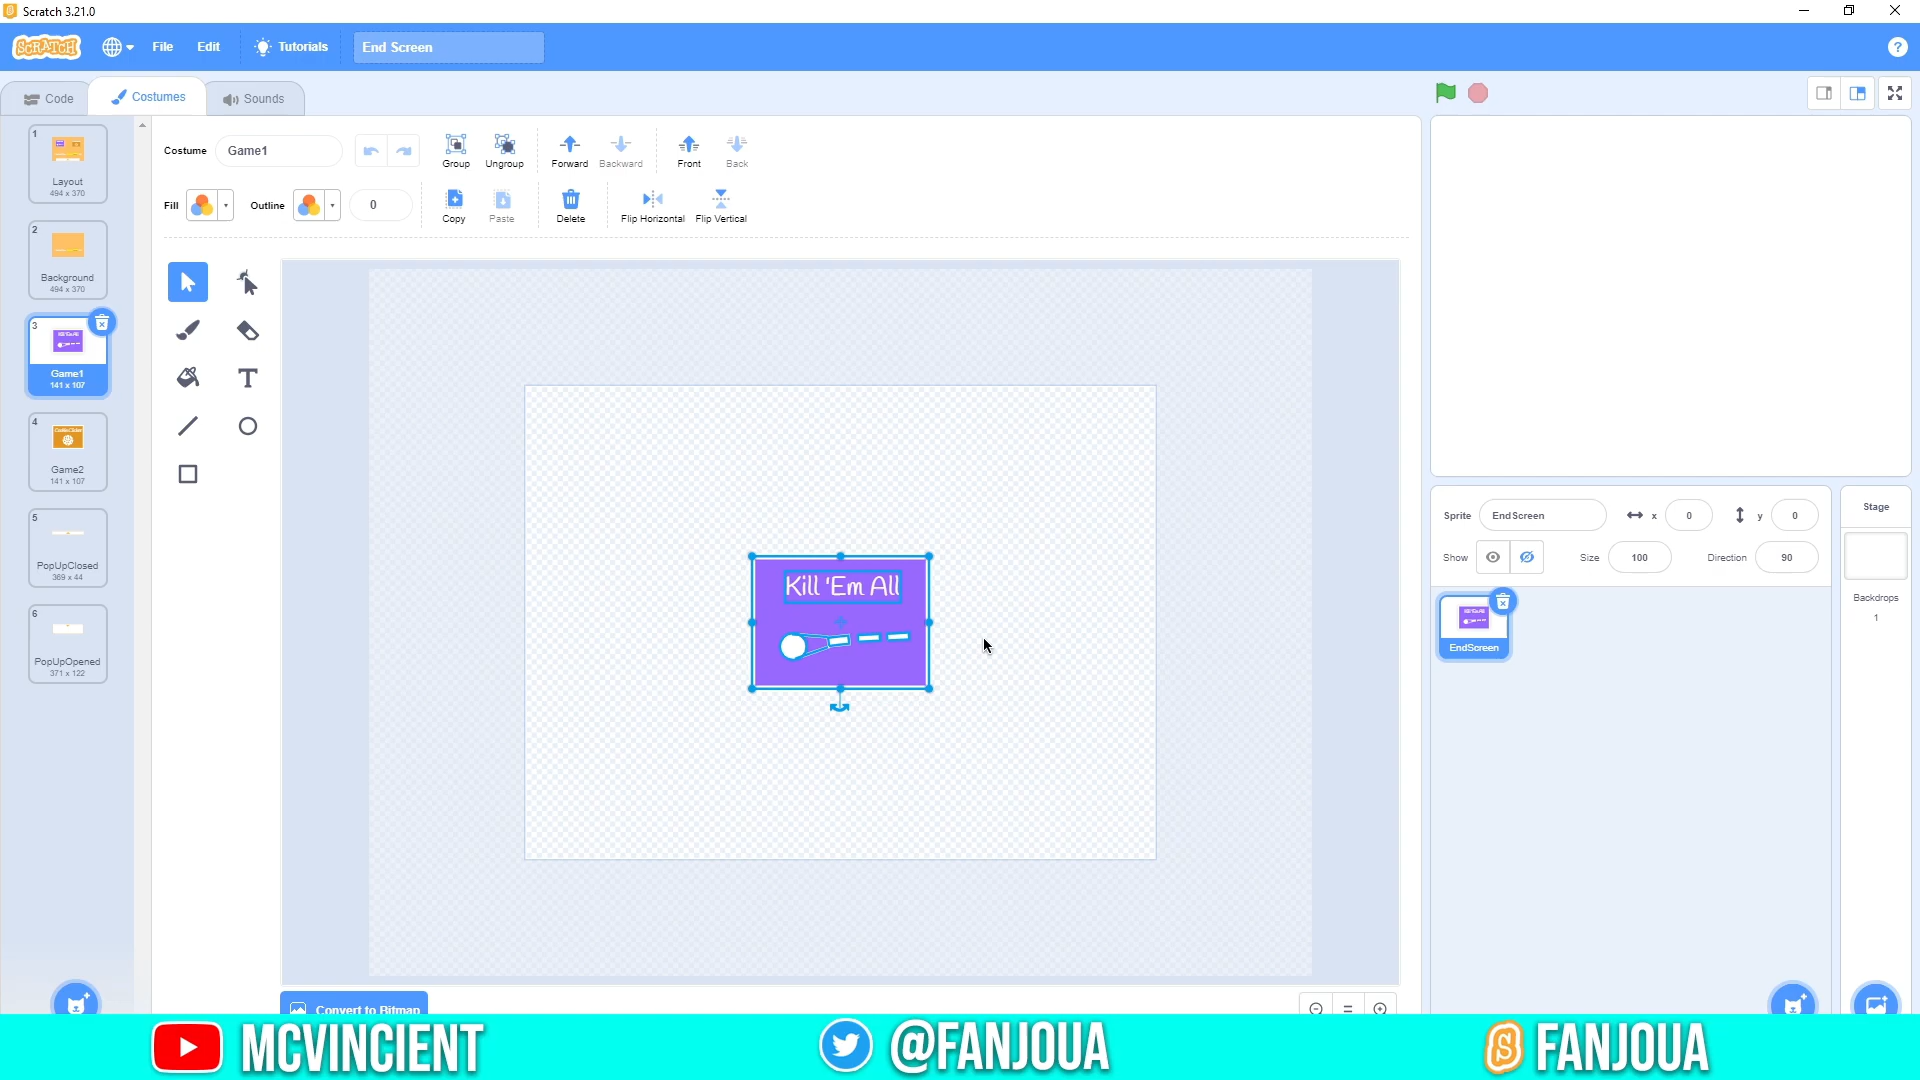 Scratch 3.21.0
SCRATCH File Edit Tutorials End Screen ?
Code Costumes Sounds
1
Layout
494 x 370
2
Background
494 x 370
3
Game1
141 x 107
4
Game2
141 x 107
5
PopUpClosed
369 x 44
6
PopUpOpened
371 x 122
Costume Game1 Group Ungroup Forward Backward Front Back
Fill Outline 0 Copy Paste Delete Flip Horizontal Flip Vertical
T
Kill 'Em All
Convert to Bitmap
Sprite EndScreen x 0 y 0
Show Size 100 Direction 90
EndScreen
Stage
Backdrops
1
MCVINCIENT @FANJOUA S FANJOUA